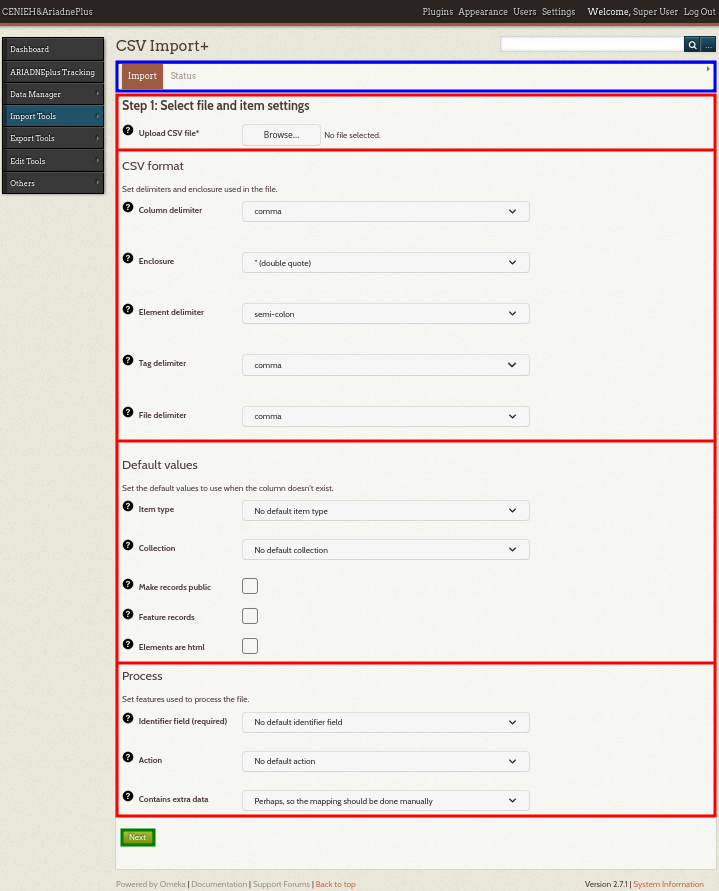 CENIEH&AriadnePlus Plugins Appearance Users Settings Welcome, Super User Log Out
Dashboard
ARIADNEplus Tracking
Data Manager
Import Tools
Export Tools
Edit Tools
Others
CSV Import+
...
Import Status
Step 1: Select file and item settings
? Upload CSV file* Browse... No file selected.
CSV format
Set delimiters and enclosure used in the file.
? Column delimiter comma
? Enclosure " (double quote)
? Element delimiter semi-colon
? Tag delimiter comma
? File delimiter comma
Default values
Set the default values to use when the column doesn't exist.
? Item type No default item type
? Collection No default collection
? Make records public
? Feature records
? Elements are html
Process
Set features used to process the file.
? Identifier field (required) No default identifier field
? Action No default action
? Contains extra data Perhaps, so the mapping should be done manually
Next
Powered by Omeka | Documentation | Support Forums | Back to top Version 2.7.1 | System Information